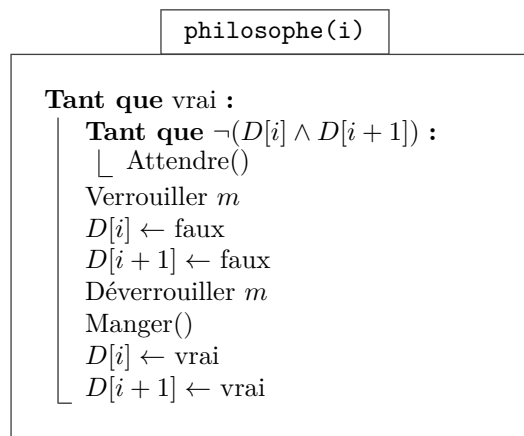 philosophe(i)
Tant que vrai :
Tant que ¬(D[i] ∧ D[i + 1]) :
Attendre()
Verrouiller m
D[i] ← faux
D[i + 1] ← faux
Déverrouiller m
Manger()
D[i] ← vrai
D[i + 1] ← vrai